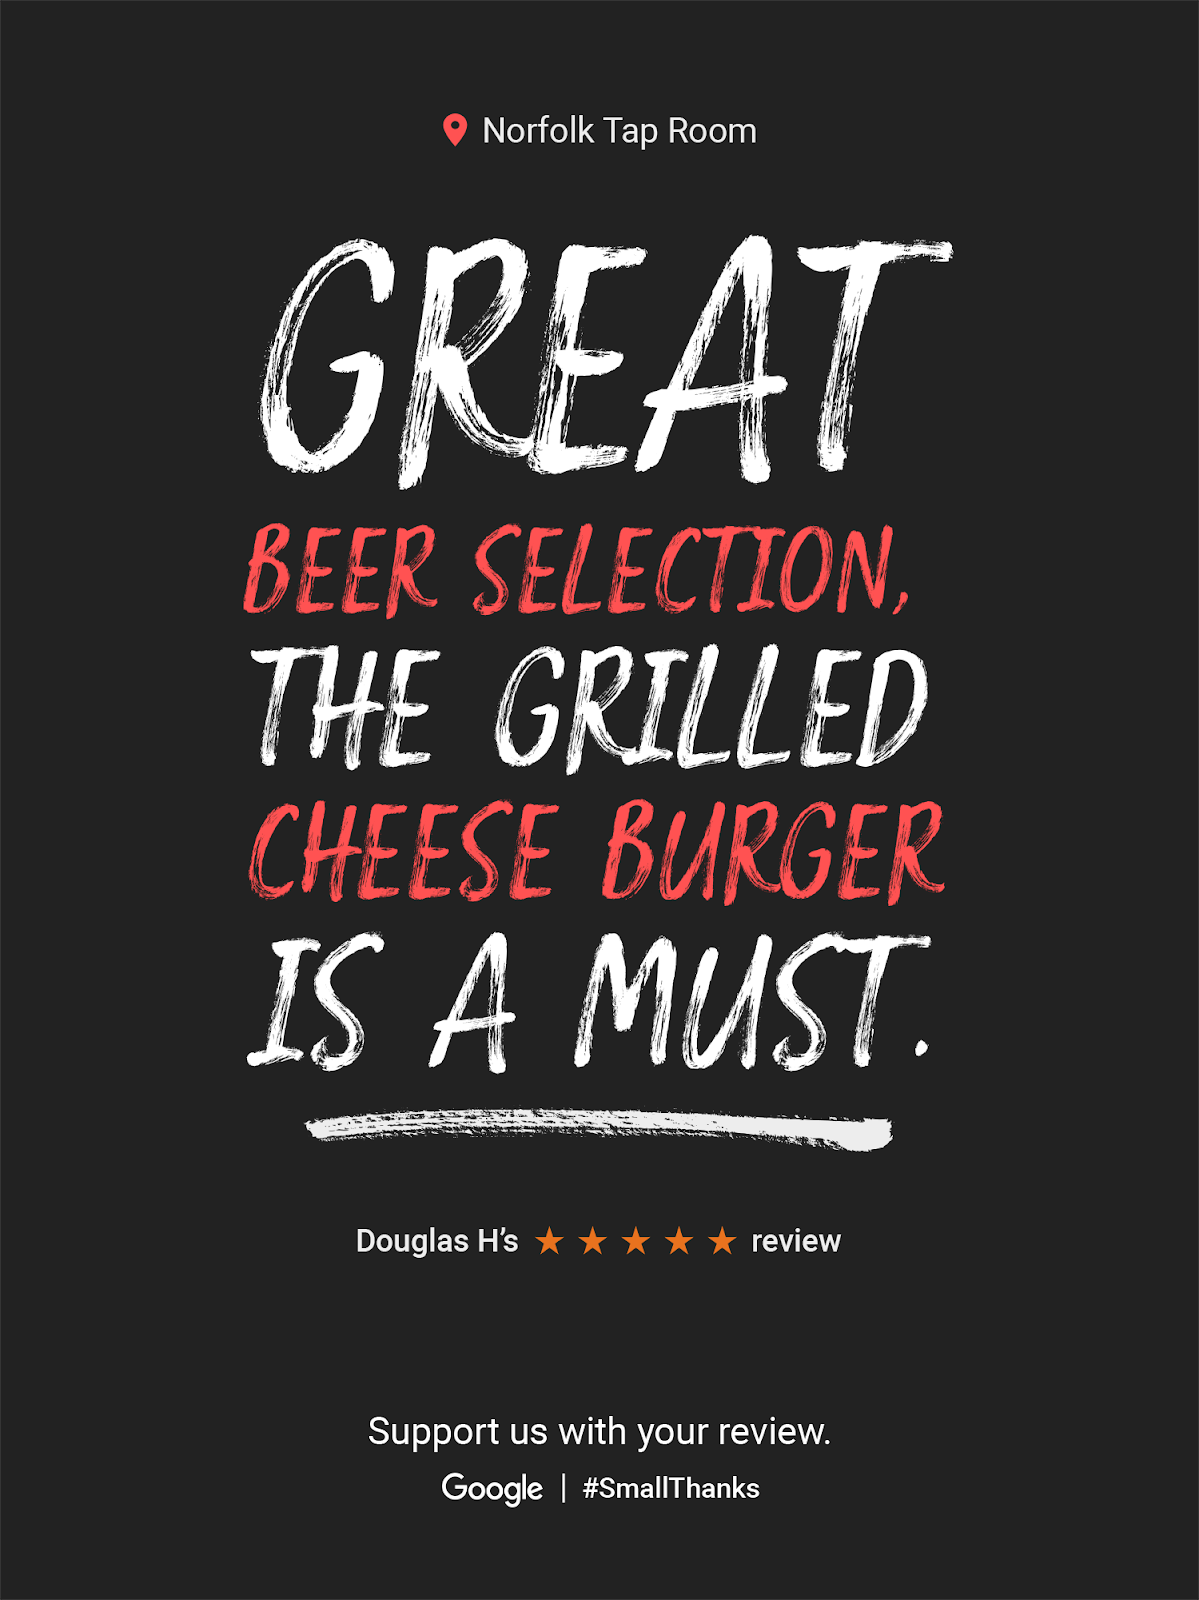 Norfolk Tap Room
GREAT
BEER SELECTION,
THE GRILLED
CHEESE BURGER
IS A MUST.
Douglas H’s ★ ★ ★ ★ ★ review
Support us with your review.
Google | #SmallThanks